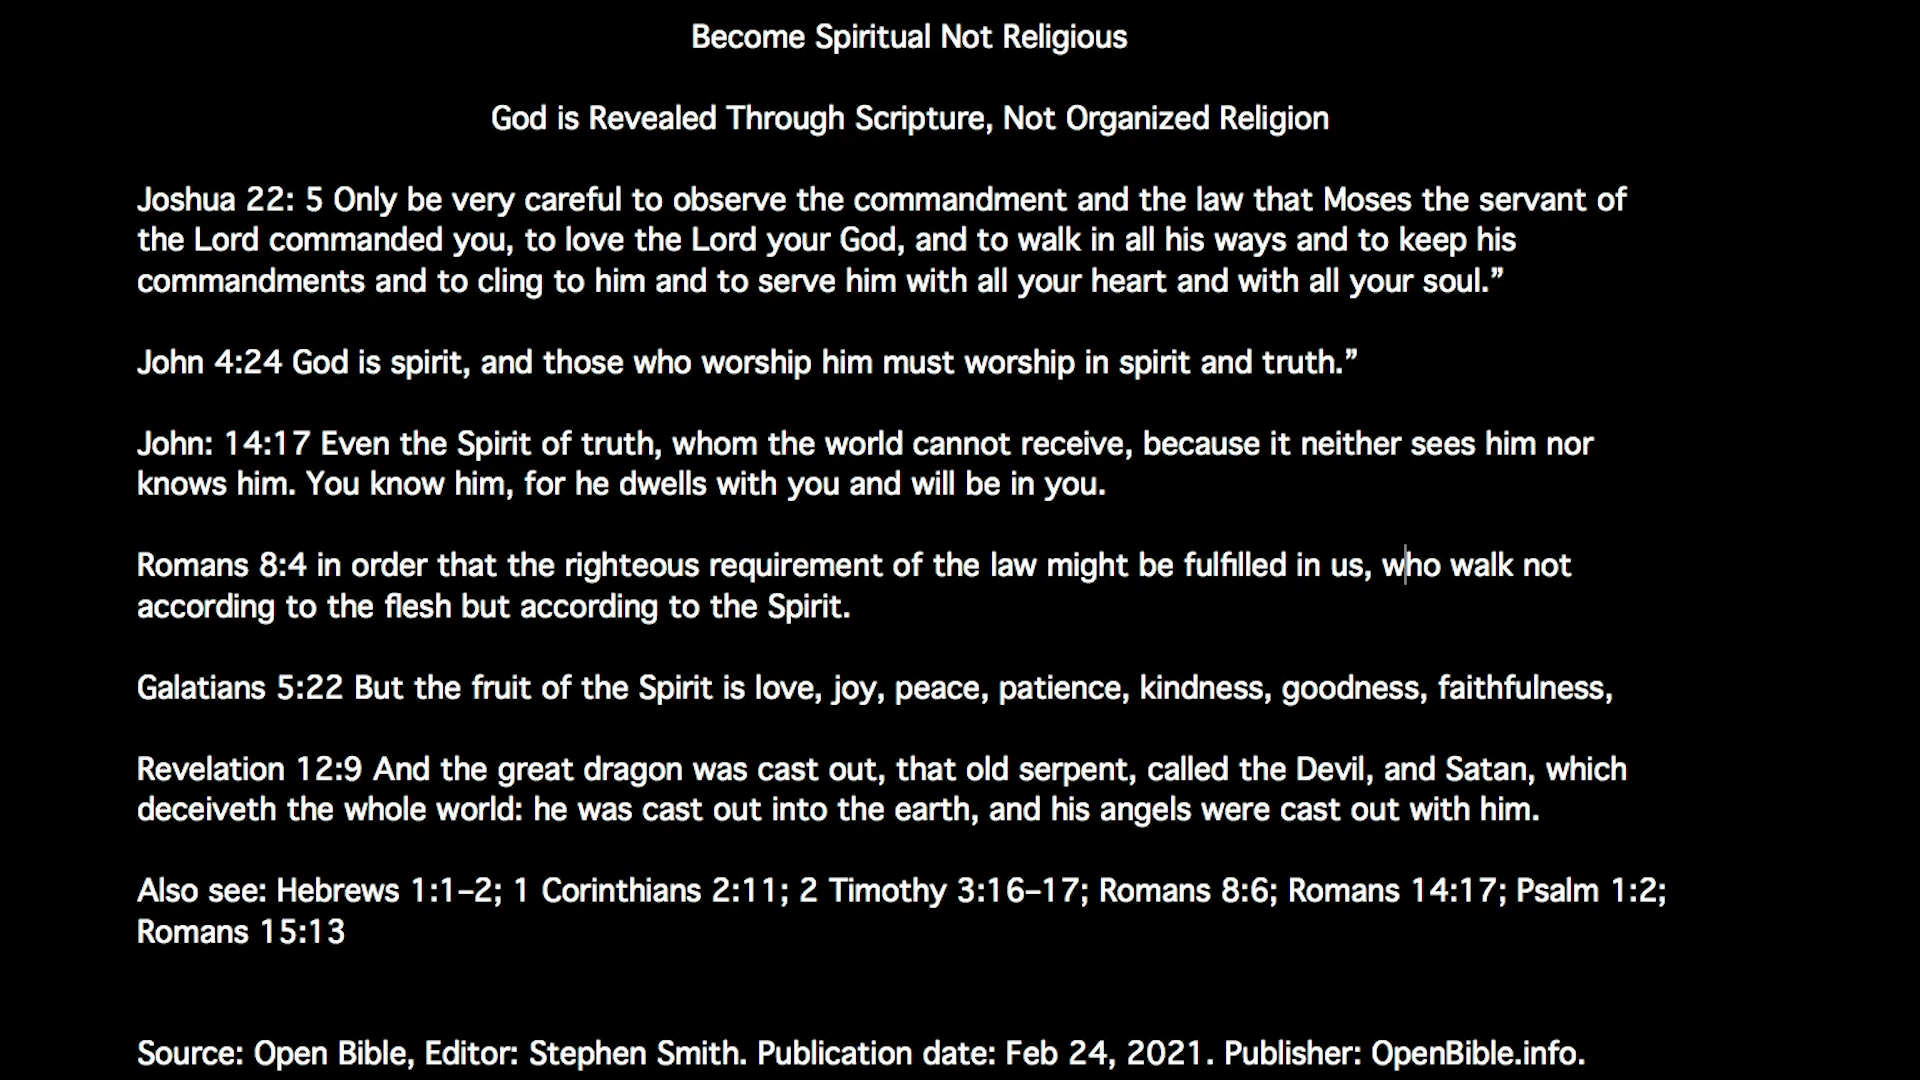 Become Spiritual Not Religious
God is Revealed Through Scripture, Not Organized Religion
Joshua 22: 5 Only be very careful to observe the commandment and the law that Moses the servant of
the Lord commanded you, to love the Lord your God, and to walk in all his ways and to keep his
commandments and to cling to him and to serve him with all your heart and with all your soul.”
John 4:24 God is spirit, and those who worship him must worship in spirit and truth.”
John: 14:17 Even the Spirit of truth, whom the world cannot receive, because it neither sees him nor
knows him. You know him, for he dwells with you and will be in you.
Romans 8:4 in order that the righteous requirement of the law might be fulfilled in us, who walk not
according to the flesh but according to the Spirit.
Galatians 5:22 But the fruit of the Spirit is love, joy, peace, patience, kindness, goodness, faithfulness,
Revelation 12:9 And the great dragon was cast out, that old serpent, called the Devil, and Satan, which
deceiveth the whole world: he was cast out into the earth, and his angels were cast out with him.
Also see: Hebrews 1:1–2; 1 Corinthians 2:11; 2 Timothy 3:16–17; Romans 8:6; Romans 14:17; Psalm 1:2;
Romans 15:13
Source: Open Bible, Editor: Stephen Smith. Publication date: Feb 24, 2021. Publisher: OpenBible.info.